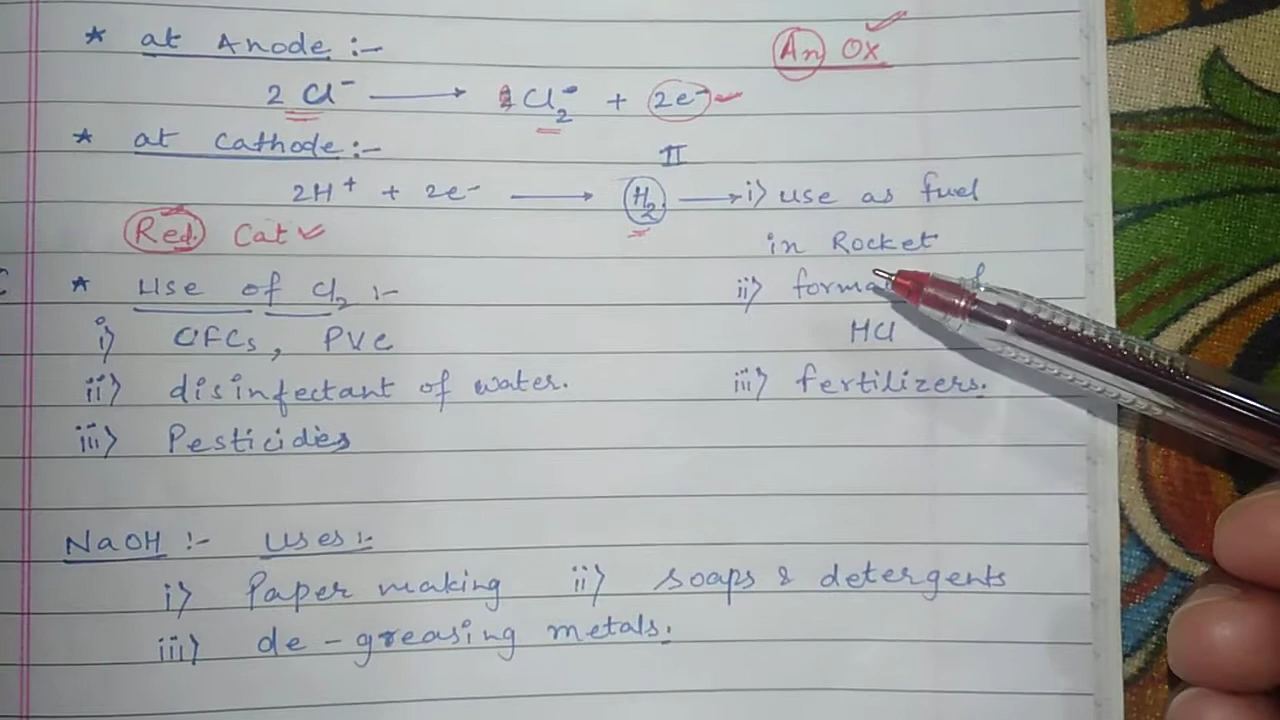 * at Anode :-
An Ox
2 Cl⁻ → Cl₂ + 2e⁻
* at Cathode :-
II
2H⁺ + 2e⁻ → H₂ → i) use as fuel
in Rocket
Red Cat
* Use of Cl₂ :-
ii)
i) CFCs, PVC
HCl
ii) disinfectant of water.
iii) fertilizers.
iii) Pesticides
NaOH :- Uses :-
i) Paper making ii) soaps & detergents
iii) de-greasing metals.